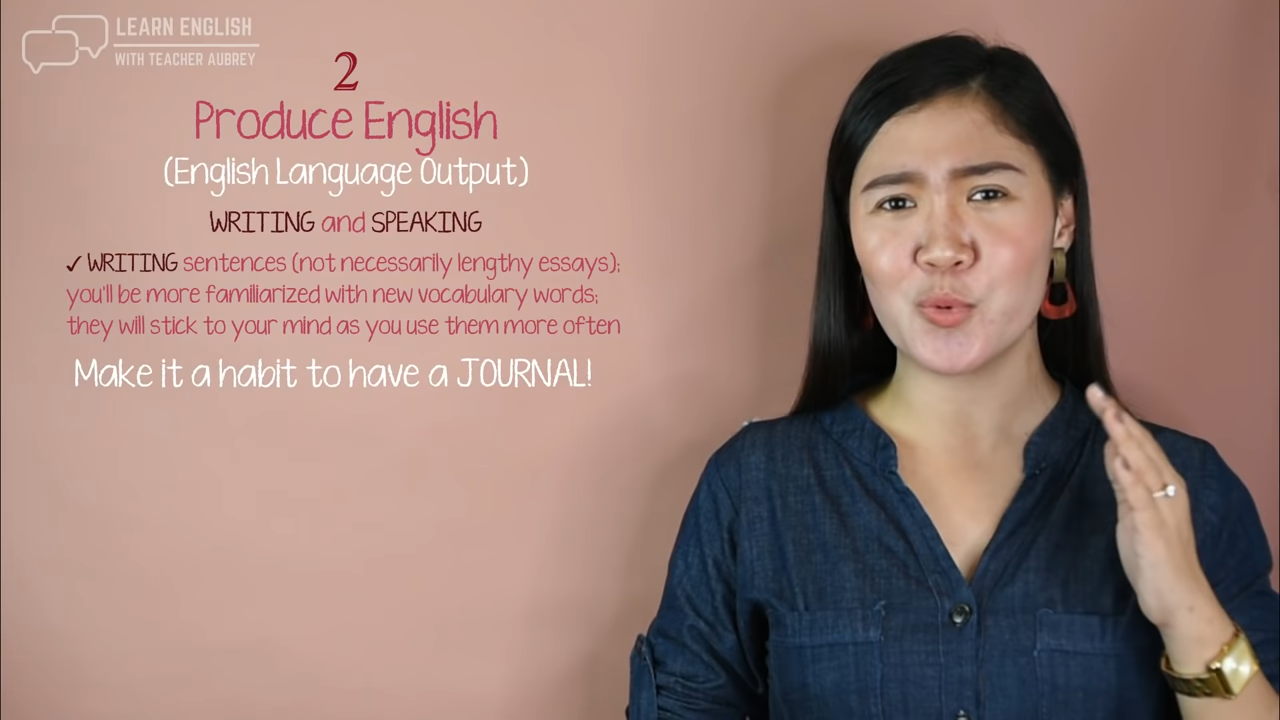 LEARN ENGLISH
WITH TEACHER AUBREY
2
Produce English
(English Language Output)
WRITING and SPEAKING
✓ WRITING sentences (not necessarily lengthy essays);
you'll be more familiarized with new vocabulary words;
they will stick to your mind as you use them more often
Make it a habit to have a JOURNAL!